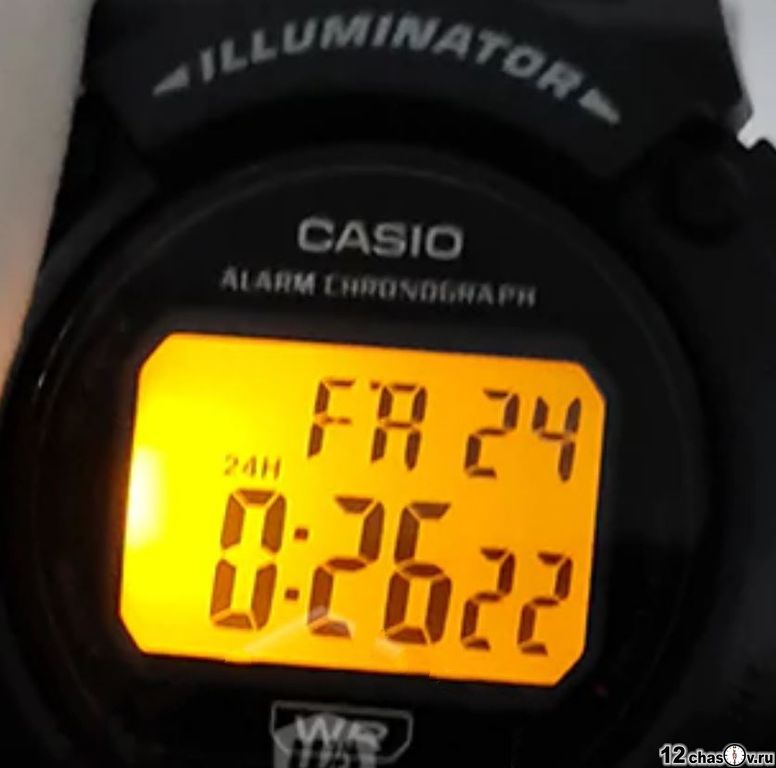 ILLUMINATOR
CASIO
ALARM CHRONOGRAPH
FR 24
24H
0:26 22
WR
12chasov.ru